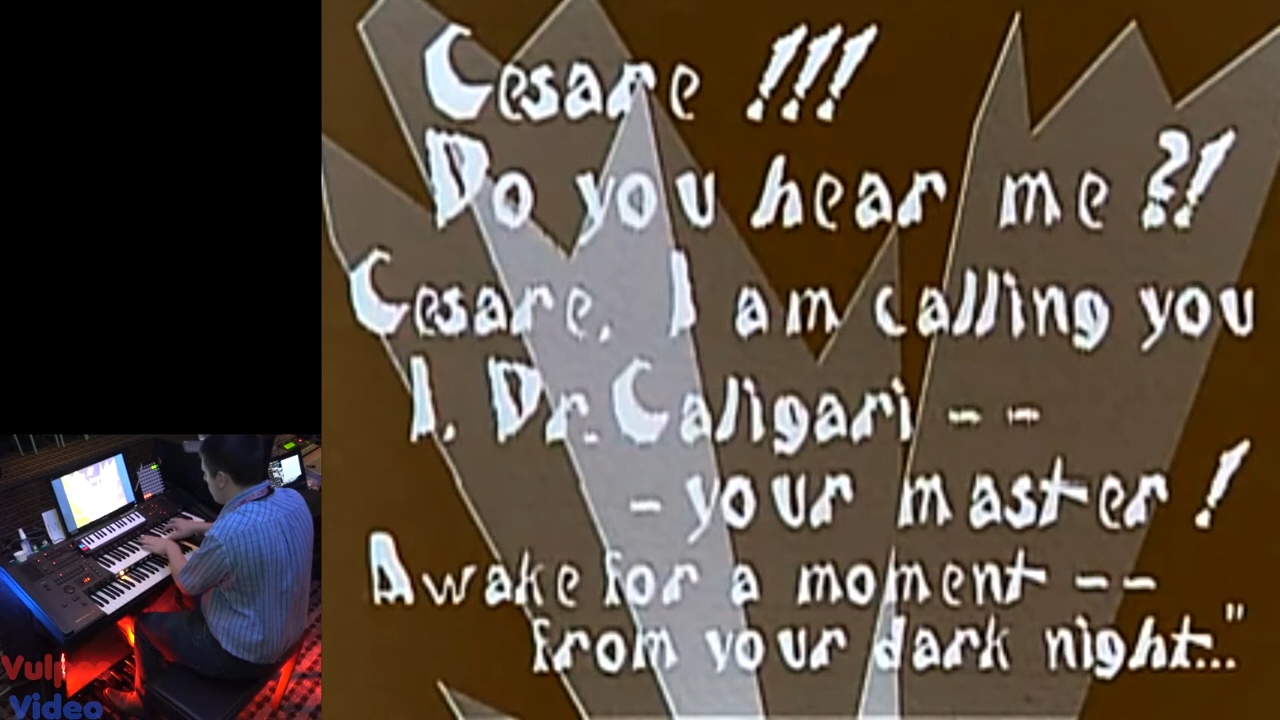 Cesare !!!
Do you hear me ?!
Cesare, I am calling you
I. Dr. Caligari - -
- your master !
Awake for a moment - -
from your dark night..."
Vulpes
Video